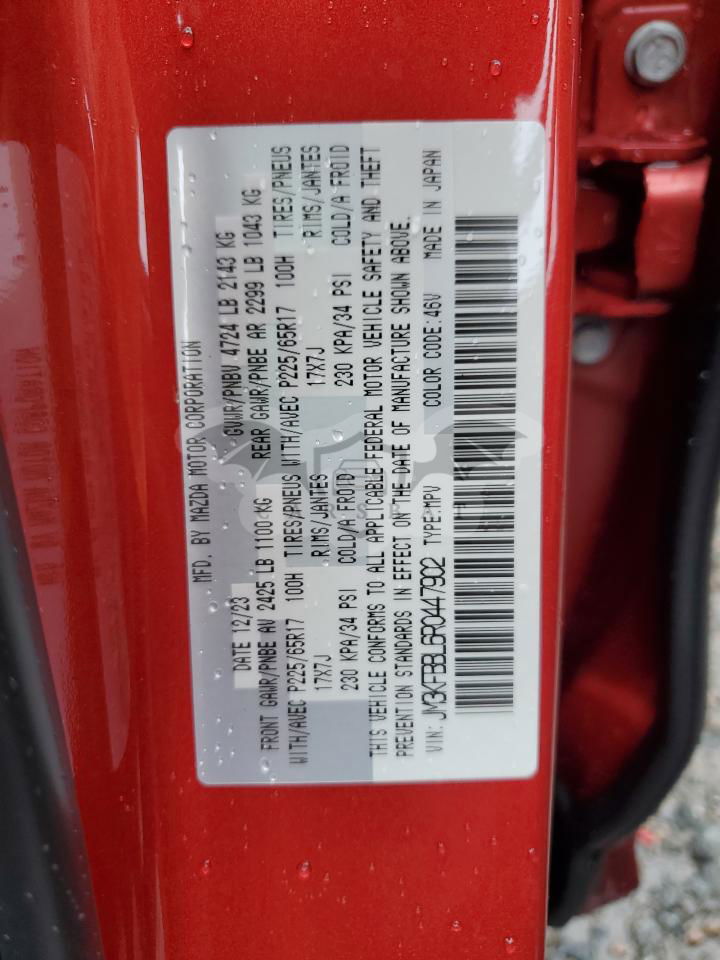 MFD. BY MAZDA MOTOR CORPORATION
DATE 12/23 GVWR/PNBV 4724 LB 2143 KG
FRONT GAWR/PNBE AV 2425 LB 1100 KG REAR GAWR/PNBE AR 2299 LB 1043 KG
WITH/AVEC P225/65R17 100H TIRES/PNEUS WITH/AVEC P225/65R17 100H TIRES/PNEUS
17X7J RIMS/JANTES 17X7J RIMS/JANTES
230 KPA/34 PSI COLD/A FROID 230 KPA/34 PSI COLD/A FROID
THIS VEHICLE CONFORMS TO ALL APPLICABLE FEDERAL MOTOR VEHICLE SAFETY AND THEFT
PREVENTION STANDARDS IN EFFECT ON THE DATE OF MANUFACTURE SHOWN ABOVE.
VIN: JM3KFBBL6R0447902 TYPE:MPV COLOR CODE:46V MADE IN JAPAN
CARSBAT